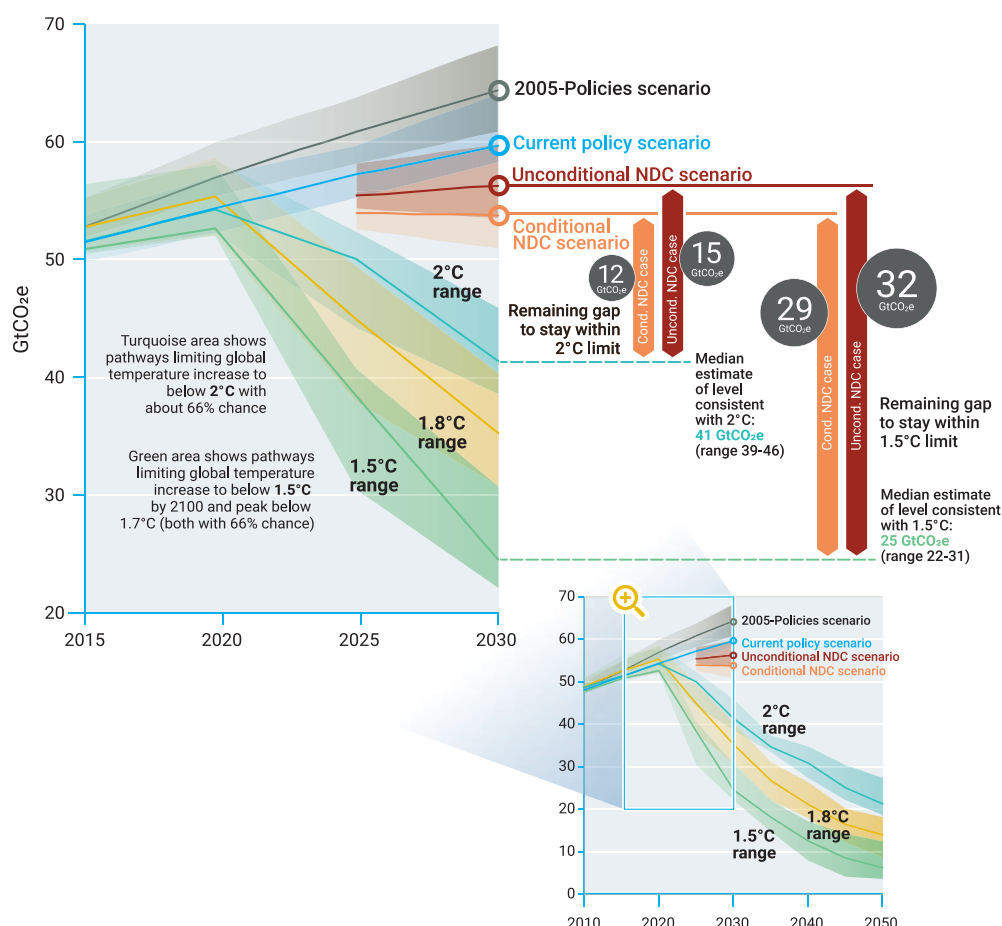 70
60
50
40
30
20
GtCO₂e
2015
2020
2025
2030
2005-Policies scenario
Current policy scenario
Unconditional NDC scenario
Conditional
NDC scenario
2°C
range
1.8°C
range
1.5°C
range
Turquoise area shows
pathways limiting global
temperature increase to
below 2°C with
about 66% chance
Green area shows pathways
limiting global temperature
increase to below 1.5°C
by 2100 and peak below
1.7°C (both with 66% chance)
12
GtCO₂e
15
GtCO₂e
Cond. NDC case
Uncond. NDC case
Remaining gap
to stay within
2°C limit
Median
estimate
of level
consistent
with 2°C:
41 GtCO₂e
(range 39-46)
29
GtCO₂e
32
GtCO₂e
Cond. NDC case
Uncond. NDC case
Remaining gap
to stay within
1.5°C limit
Median estimate
of level consistent
with 1.5°C:
25 GtCO₂e
(range 22-31)
70
60
50
40
30
20
10
0
2010
2020
2030
2040
2050
2005-Policies scenario
Current policy scenario
Unconditional NDC scenario
Conditional NDC scenario
2°C
range
1.8°C
range
1.5°C
range